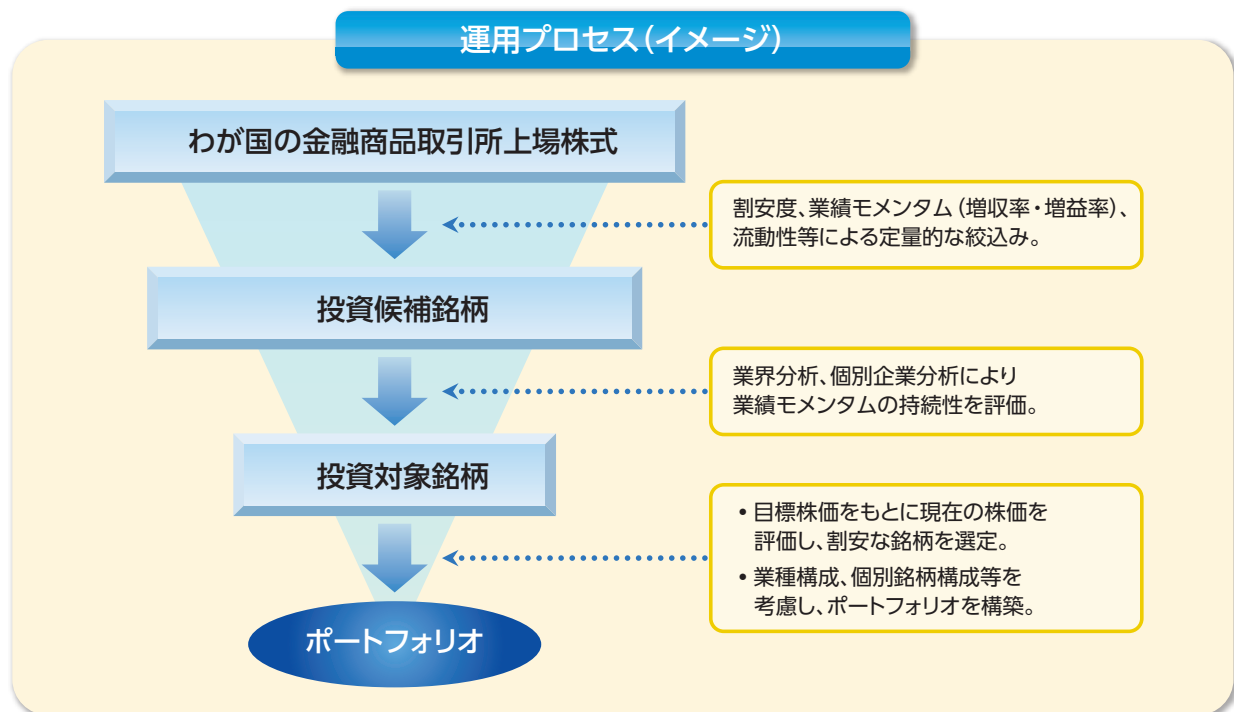 運用プロセス(イメージ)
わが国の金融商品取引所上場株式
割安度、業績モメンタム(増収率・増益率)、
流動性等による定量的な絞込み。
投資候補銘柄
業界分析、個別企業分析により
業績モメンタムの持続性を評価。
投資対象銘柄
• 目標株価をもとに現在の株価を
評価し、割安な銘柄を選定。
• 業種構成、個別銘柄構成等を
考慮し、ポートフォリオを構築。
ポートフォリオ